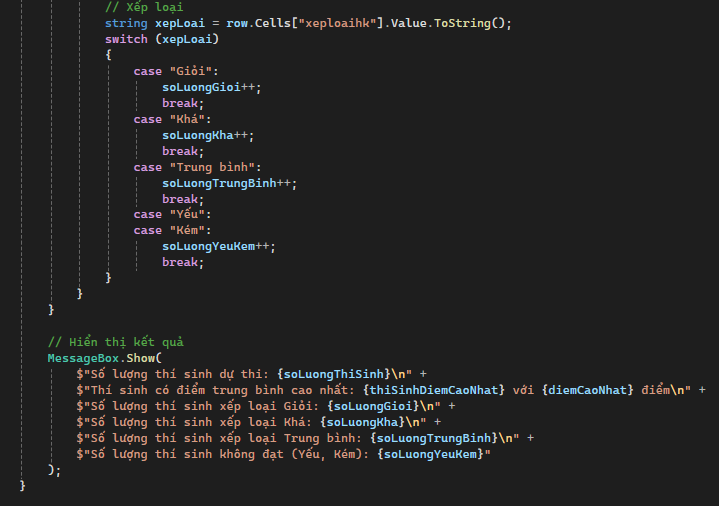 // Xếp loại
string xepLoai = row.Cells["xeploaihk"].Value.ToString();
switch (xepLoai)
{
case "Giỏi":
soLuongGioi++;
break;
case "Khá":
soLuongKha++;
break;
case "Trung bình":
soLuongTrungBinh++;
break;
case "Yếu":
case "Kém":
soLuongYeuKem++;
break;
}
}
}
// Hiển thị kết quả
MessageBox.Show(
$"Số lượng thí sinh dự thi: {soLuongThiSinh}\n" +
$"Thí sinh có điểm trung bình cao nhất: {thiSinhDiemCaoNhat} với {diemCaoNhat} điểm\n" +
$"Số lượng thí sinh xếp loại Giỏi: {soLuongGioi}\n" +
$"Số lượng thí sinh xếp loại Khá: {soLuongKha}\n" +
$"Số lượng thí sinh xếp loại Trung bình: {soLuongTrungBinh}\n" +
$"Số lượng thí sinh không đạt (Yếu, Kém): {soLuongYeuKem}"
);
}